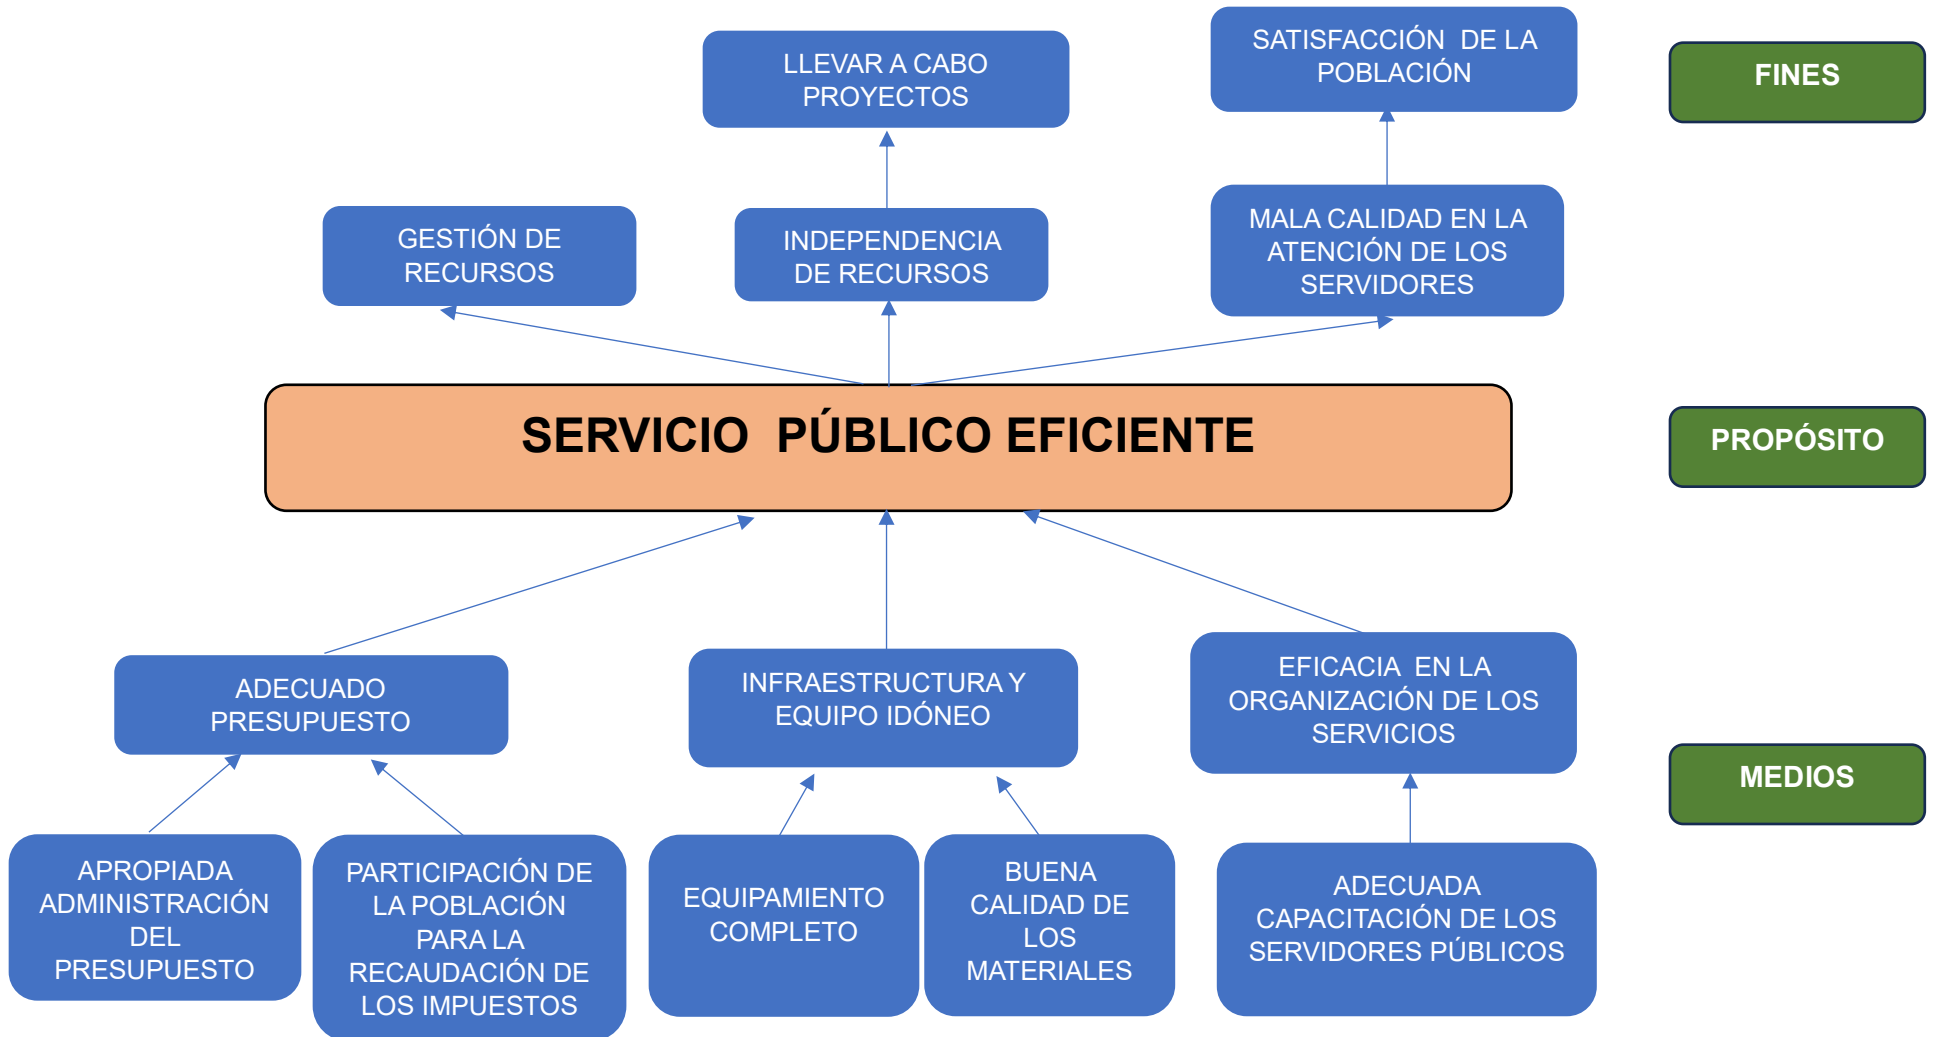 LLEVAR A CABO
PROYECTOS
SATISFACCIÓN DE LA
POBLACIÓN
FINES
GESTIÓN DE
RECURSOS
INDEPENDENCIA
DE RECURSOS
MALA CALIDAD EN LA
ATENCIÓN DE LOS
SERVIDORES
SERVICIO PÚBLICO EFICIENTE
PROPÓSITO
ADECUADO
PRESUPUESTO
INFRAESTRUCTURA Y
EQUIPO IDÓNEO
EFICACIA EN LA
ORGANIZACIÓN DE LOS
SERVICIOS
MEDIOS
APROPIADA
ADMINISTRACIÓN
DEL
PRESUPUESTO
PARTICIPACIÓN DE
LA POBLACIÓN
PARA LA
RECAUDACIÓN DE
LOS IMPUESTOS
EQUIPAMIENTO
COMPLETO
BUENA
CALIDAD DE
LOS
MATERIALES
ADECUADA
CAPACITACIÓN DE LOS
SERVIDORES PÚBLICOS